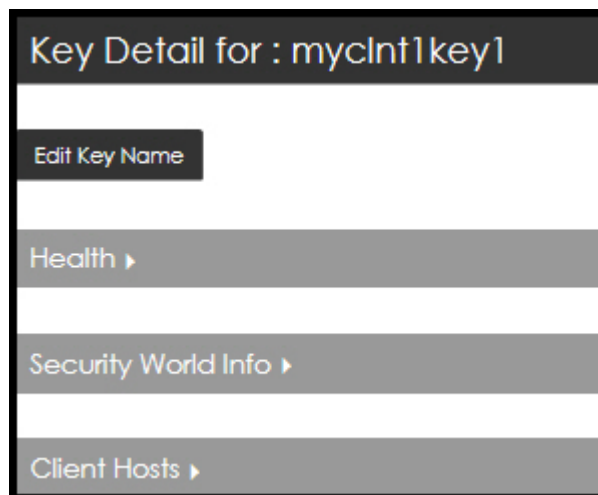 Key Detail for : myclnt1key1
Edit Key Name
Health
Security World Info
Client Hosts